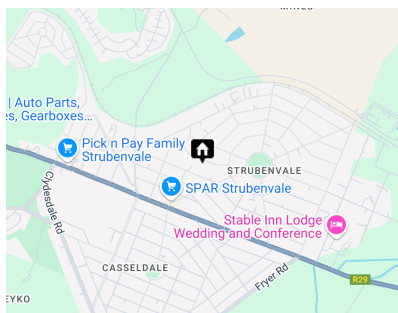 MINES
| Auto Parts,
es, Gearboxes...
Pick n Pay Family
Strubenvale
STRUBENVALE
SPAR Strubenvale
Clydesdale Rd
Stable Inn Lodge
Wedding and Conference
CASSELDALE
Fryer Rd
R29
EYKO